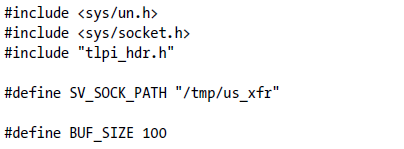 #include <sys/un.h>
#include <sys/socket.h>
#include "tlpi_hdr.h"
#define SV_SOCK_PATH "/tmp/us_xfr"
#define BUF_SIZE 100